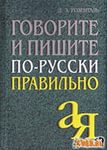 Д. Э. РОЗЕНТАЛЬ
ГОВОРИТЕ И
ПИШИТЕ
ПО-РУССКИ
ПРАВИЛЬНО
а
Я